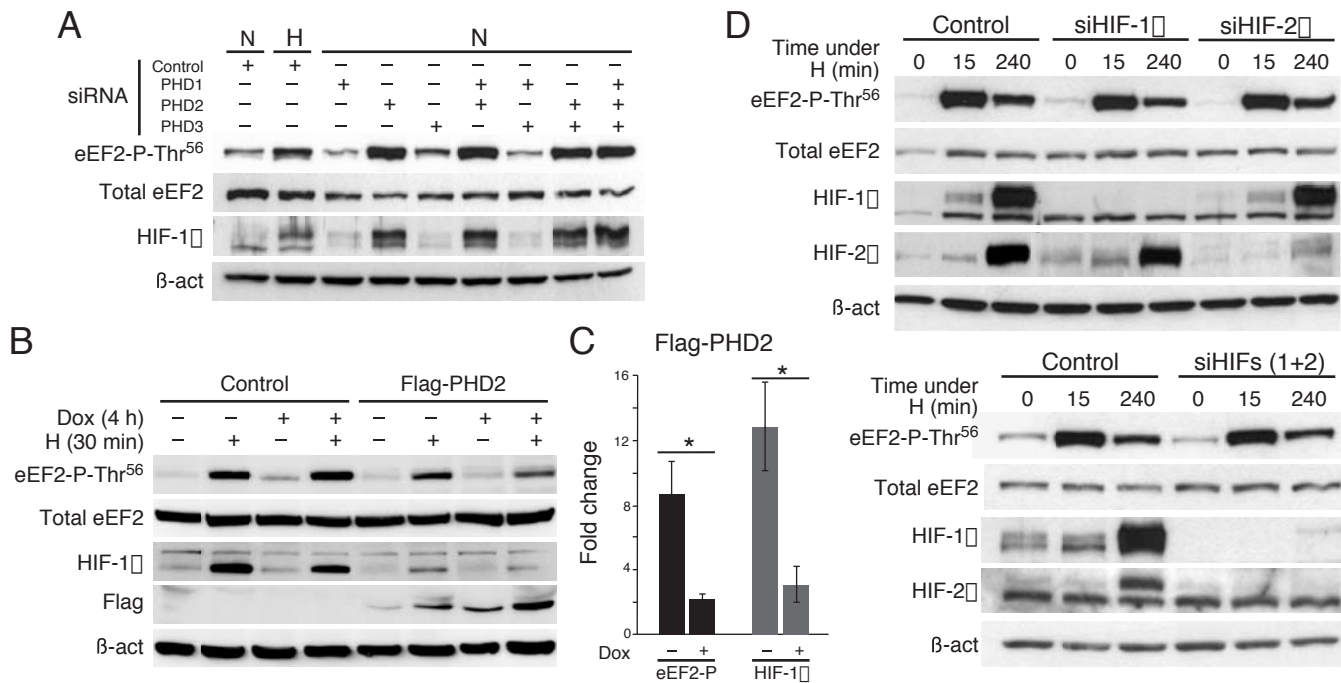 A
N H N
Control + + – – – – – – –
siRNA
PHD1 – – + – – + + – +
PHD2 – – – + – + – + +
PHD3 – – – – + – + + +
eEF2-P-Thr56
Total eEF2
HIF-1▯
ß-act
B
Control Flag-PHD2
Dox (4 h) – – + + – – + +
H (30 min) – + – + – + – +
eEF2-P-Thr56
Total eEF2
HIF-1▯
Flag
ß-act
C
Flag-PHD2
Fold change
16
12
8
4
0
* *
Dox – + – +
eEF2-P HIF-1▯
D
Control siHIF-1▯ siHIF-2▯
Time under
H (min)
0 15 240 0 15 240 0 15 240
eEF2-P-Thr56
Total eEF2
HIF-1▯
HIF-2▯
ß-act
Control siHIFs (1+2)
Time under
H (min)
0 15 240 0 15 240
eEF2-P-Thr56
Total eEF2
HIF-1▯
HIF-2▯
ß-act